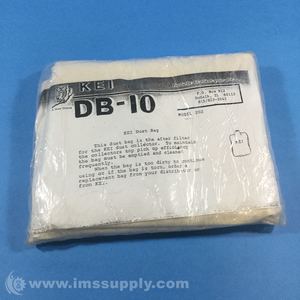 KEI
P.O. Box
DB-10
MODEL
KEI Dust Bag
This dust bag is the after filter
for the KEI dust collector. To maintain
the collectors top pick up efficiency
the bag must be emptied and cleaned
frequently.
When the bag is too dirty to continue
using or if the bag is torn, order a
replacement bag from your distributor or
from KEI.
KEI
© www.imssupply.com